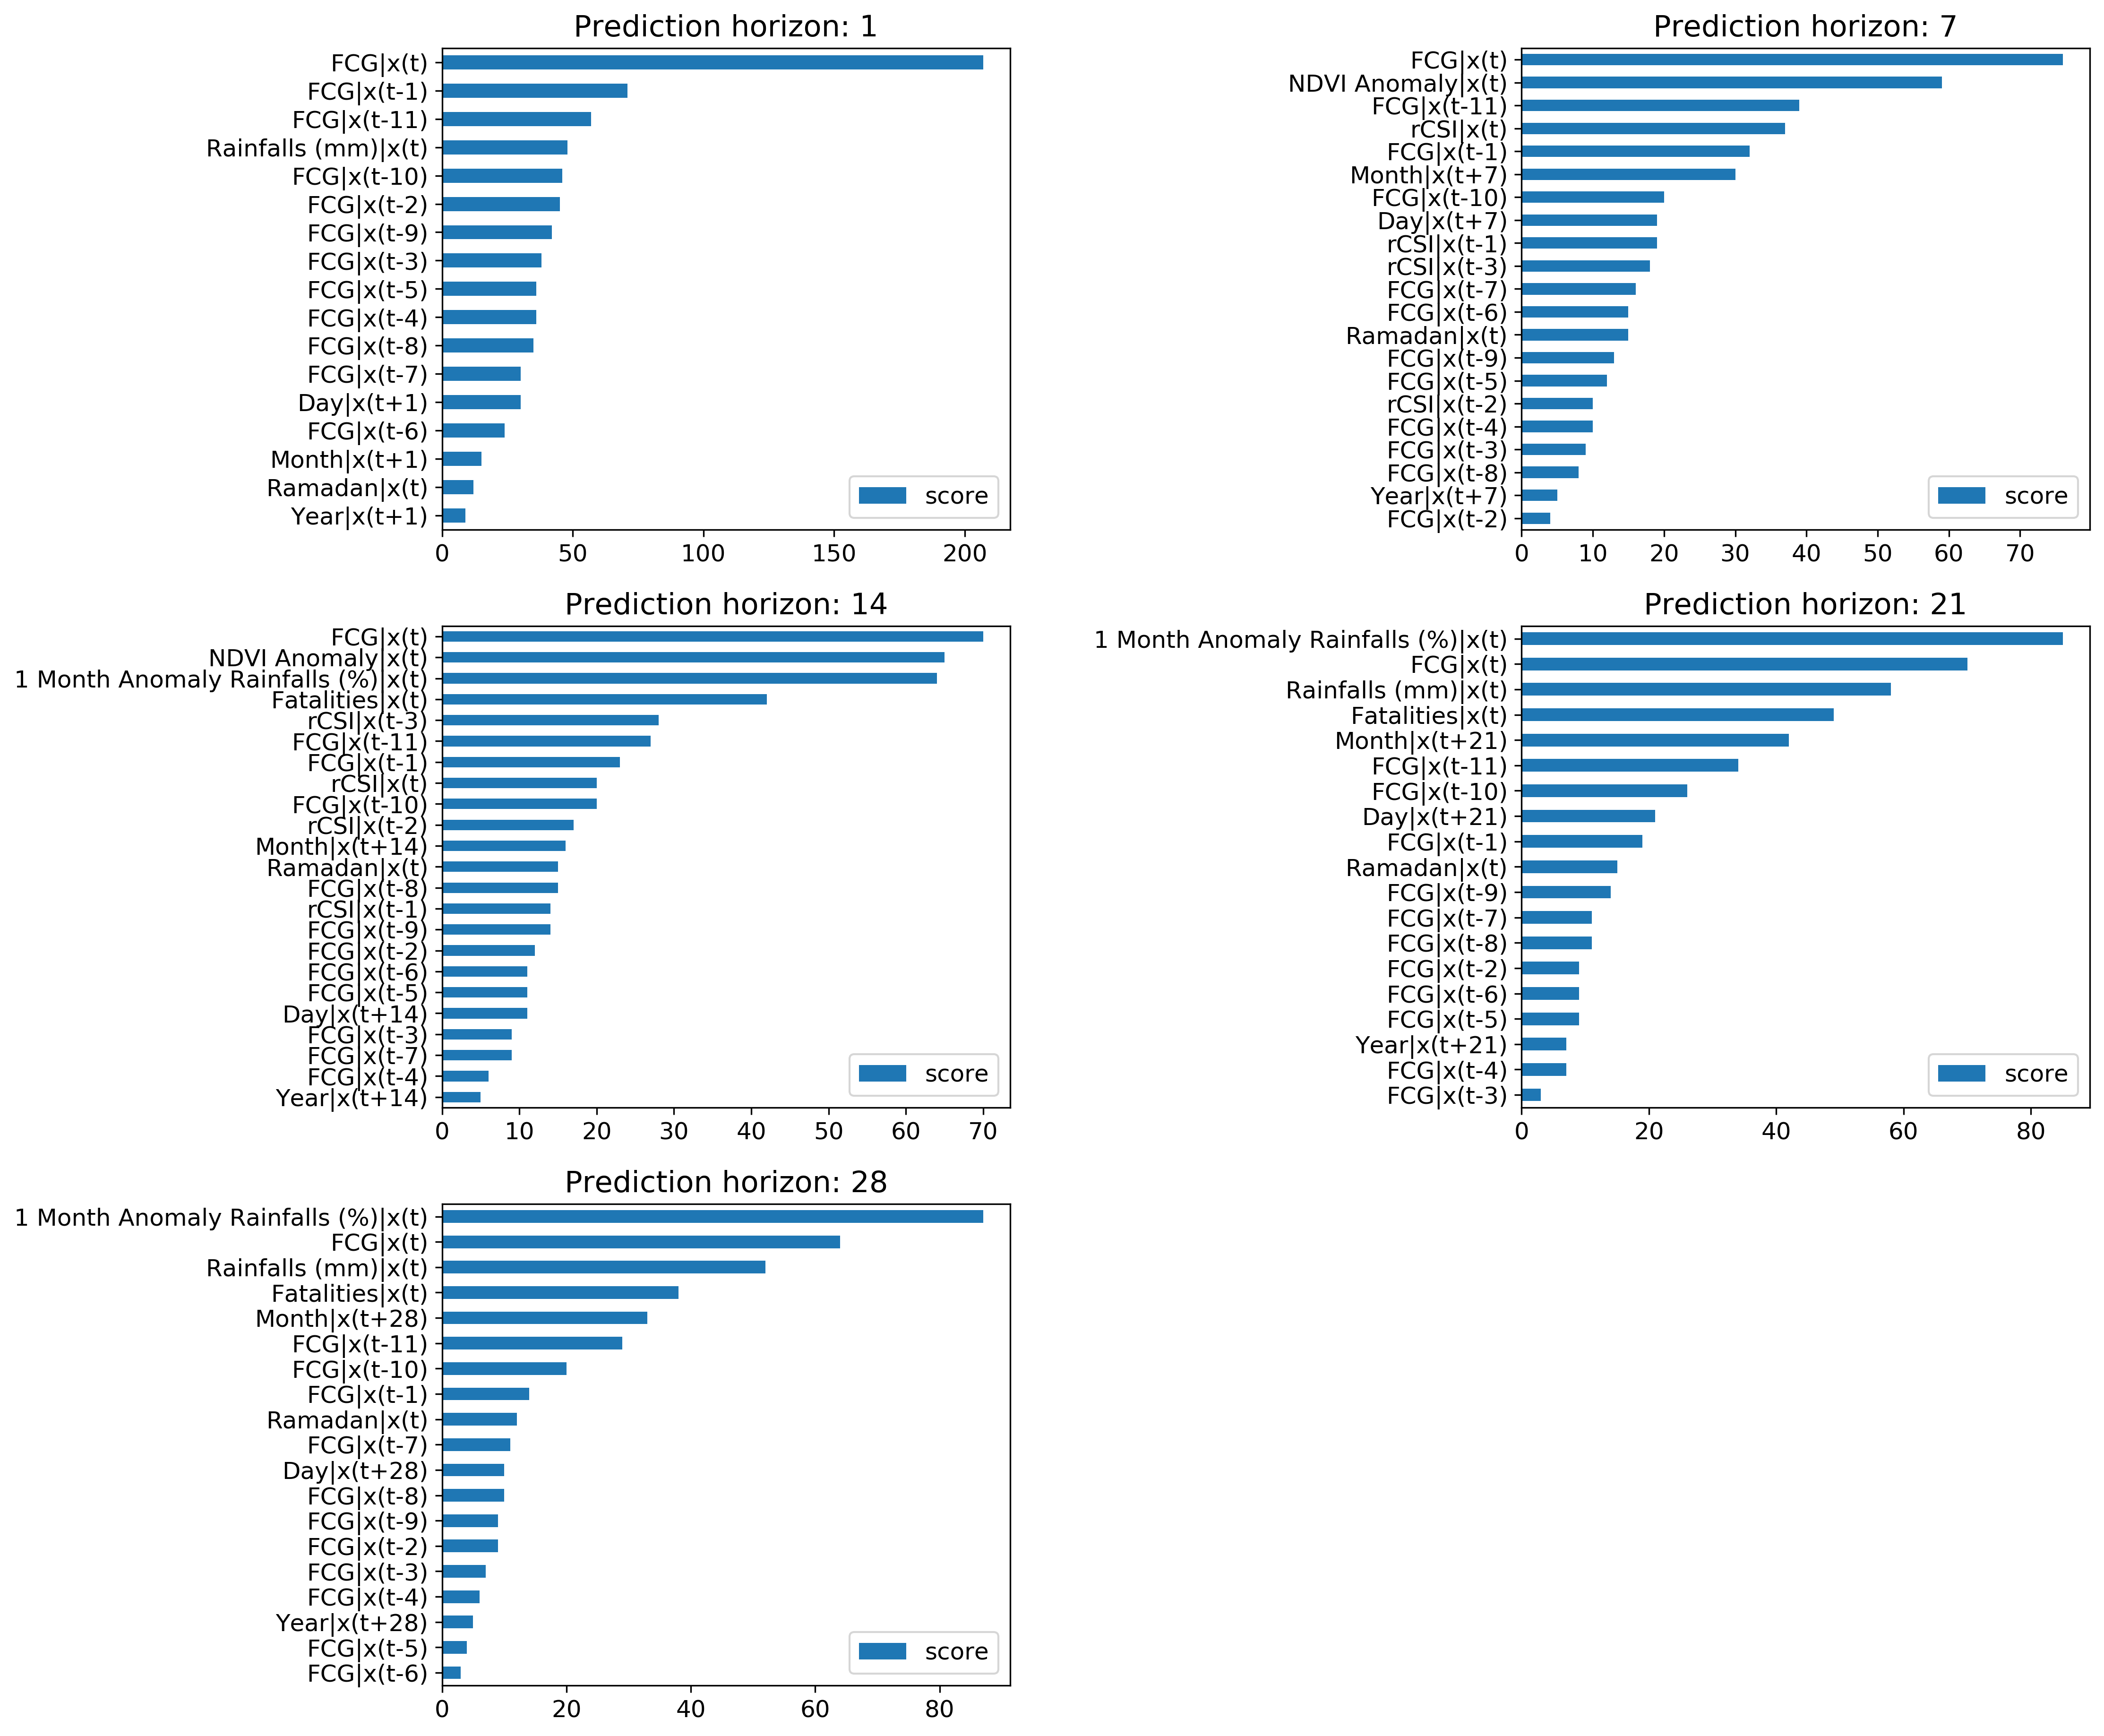 Prediction horizon: 1
FCG|x(t)
FCG|x(t-1)
FCG|x(t-11)
Rainfalls (mm)|x(t)
FCG|x(t-10)
FCG|x(t-2)
FCG|x(t-9)
FCG|x(t-3)
FCG|x(t-5)
FCG|x(t-4)
FCG|x(t-8)
FCG|x(t-7)
Day|x(t+1)
FCG|x(t-6)
Month|x(t+1)
Ramadan|x(t)
Year|x(t+1)
score
0 50 100 150 200
Prediction horizon: 7
FCG|x(t)
NDVI Anomaly|x(t)
FCG|x(t-11)
rCSI|x(t)
FCG|x(t-1)
Month|x(t+7)
FCG|x(t-10)
Day|x(t+7)
rCSI|x(t-1)
rCSI|x(t-3)
FCG|x(t-7)
FCG|x(t-6)
Ramadan|x(t)
FCG|x(t-9)
FCG|x(t-5)
rCSI|x(t-2)
FCG|x(t-4)
FCG|x(t-3)
FCG|x(t-8)
Year|x(t+7)
FCG|x(t-2)
score
0 10 20 30 40 50 60 70
Prediction horizon: 14
FCG|x(t)
NDVI Anomaly|x(t)
1 Month Anomaly Rainfalls (%)|x(t)
Fatalities|x(t)
rCSI|x(t-3)
FCG|x(t-11)
FCG|x(t-1)
rCSI|x(t)
FCG|x(t-10)
rCSI|x(t-2)
Month|x(t+14)
Ramadan|x(t)
FCG|x(t-8)
rCSI|x(t-1)
FCG|x(t-9)
FCG|x(t-2)
FCG|x(t-6)
FCG|x(t-5)
Day|x(t+14)
FCG|x(t-3)
FCG|x(t-7)
FCG|x(t-4)
Year|x(t+14)
score
0 10 20 30 40 50 60 70
Prediction horizon: 21
1 Month Anomaly Rainfalls (%)|x(t)
FCG|x(t)
Rainfalls (mm)|x(t)
Fatalities|x(t)
Month|x(t+21)
FCG|x(t-11)
FCG|x(t-10)
Day|x(t+21)
FCG|x(t-1)
Ramadan|x(t)
FCG|x(t-9)
FCG|x(t-7)
FCG|x(t-8)
FCG|x(t-2)
FCG|x(t-6)
FCG|x(t-5)
Year|x(t+21)
FCG|x(t-4)
FCG|x(t-3)
score
0 20 40 60 80
Prediction horizon: 28
1 Month Anomaly Rainfalls (%)|x(t)
FCG|x(t)
Rainfalls (mm)|x(t)
Fatalities|x(t)
Month|x(t+28)
FCG|x(t-11)
FCG|x(t-10)
FCG|x(t-1)
Ramadan|x(t)
FCG|x(t-7)
Day|x(t+28)
FCG|x(t-8)
FCG|x(t-9)
FCG|x(t-2)
FCG|x(t-3)
FCG|x(t-4)
Year|x(t+28)
FCG|x(t-5)
FCG|x(t-6)
score
0 20 40 60 80